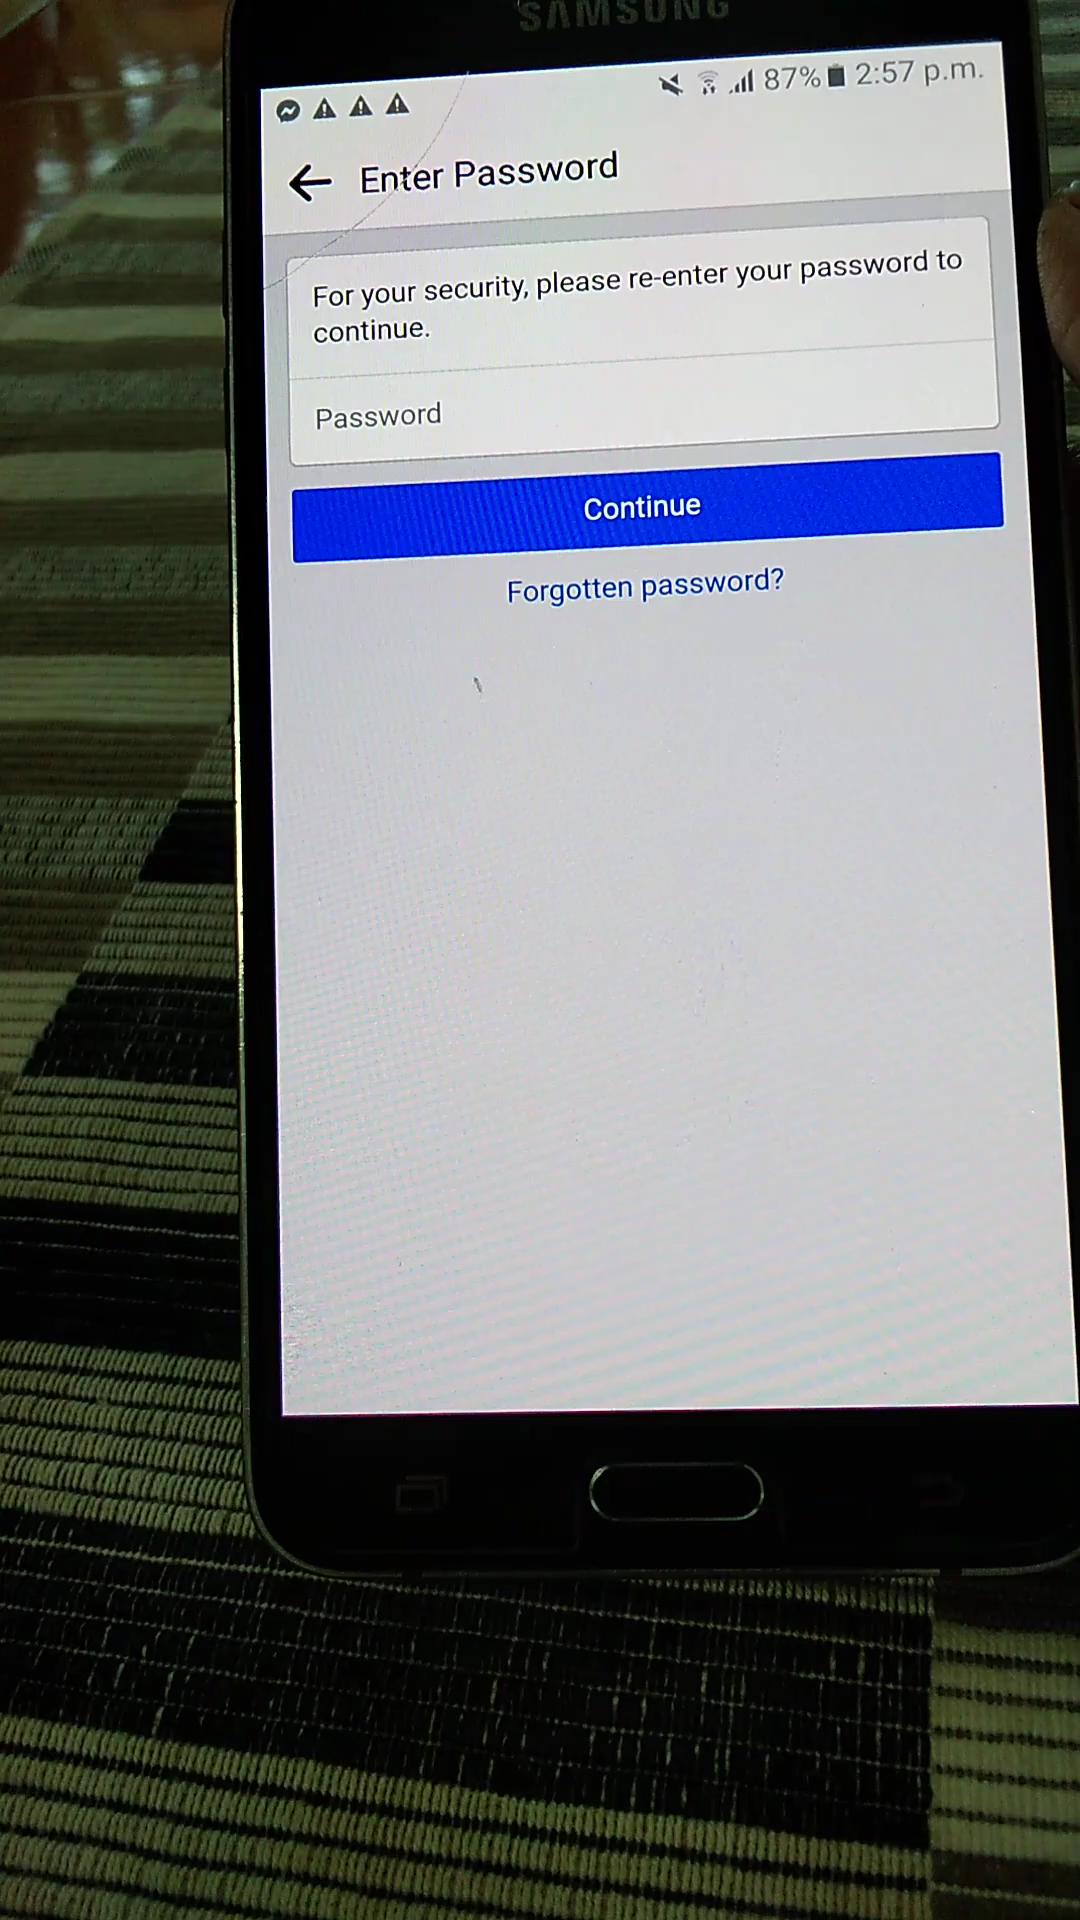 SAMSUNG
87% 2:57 p.m.
Enter Password
For your security, please re-enter your password to
continue.
Password
Continue
Forgotten password?